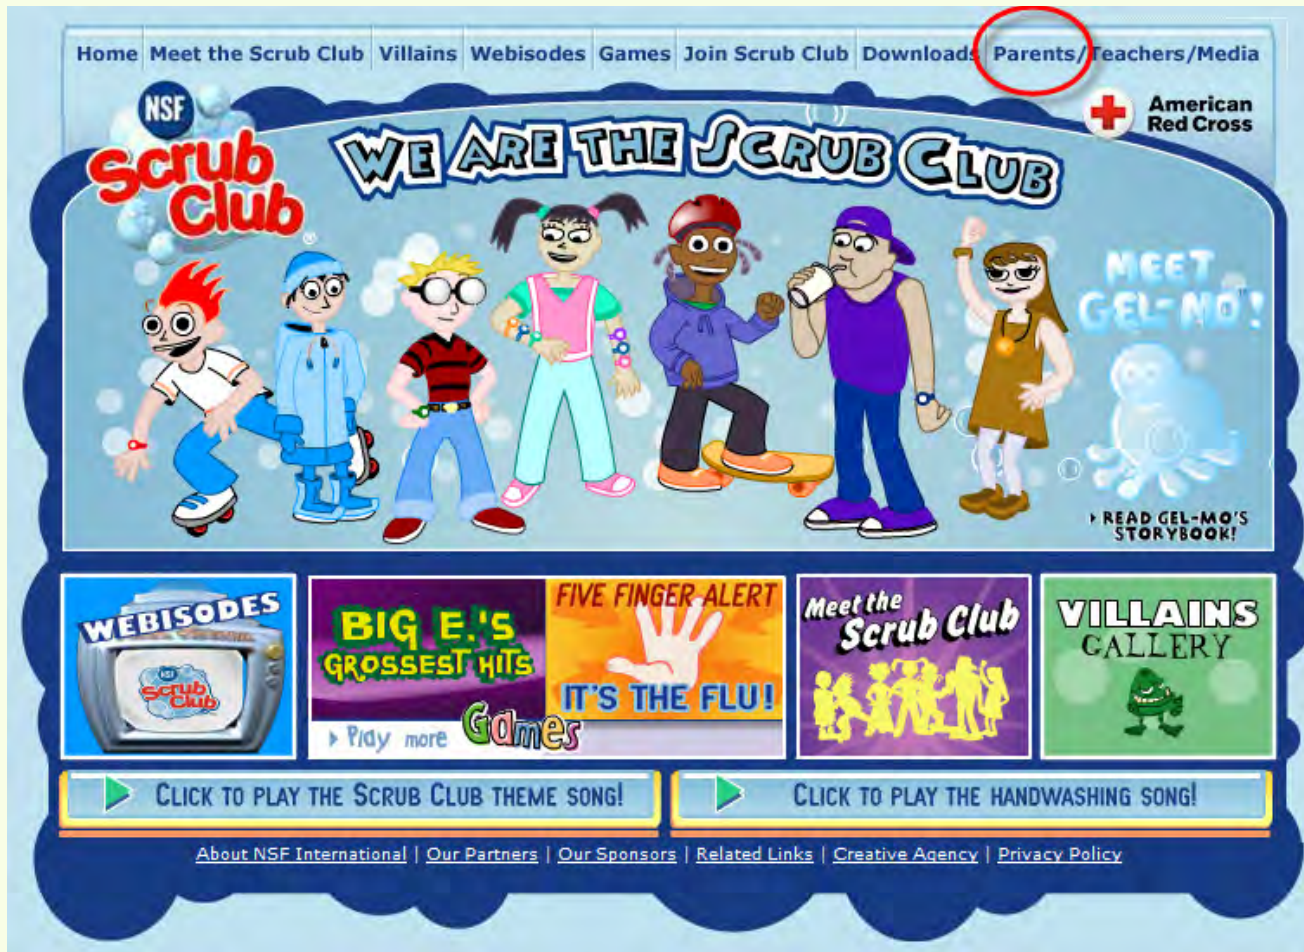 Home Meet the Scrub Club Villains Webisodes Games Join Scrub Club Downloads Parents/Teachers/Media
NSF
Scrub
Club
®
WE ARE THE SCRUB CLUB
American
Red Cross
MEET
GEL-MO!
READ GEL-MO'S
STORYBOOK!
WEBISODES
NSF
Scrub
Club
BIG E.'S
GROSSEST HITS
FIVE FINGER ALERT
IT'S THE FLU!
Play more Games
Meet the
Scrub Club
VILLAINS
GALLERY
CLICK TO PLAY THE SCRUB CLUB THEME SONG!
CLICK TO PLAY THE HANDWASHING SONG!
About NSF International | Our Partners | Our Sponsors | Related Links | Creative Agency | Privacy Policy